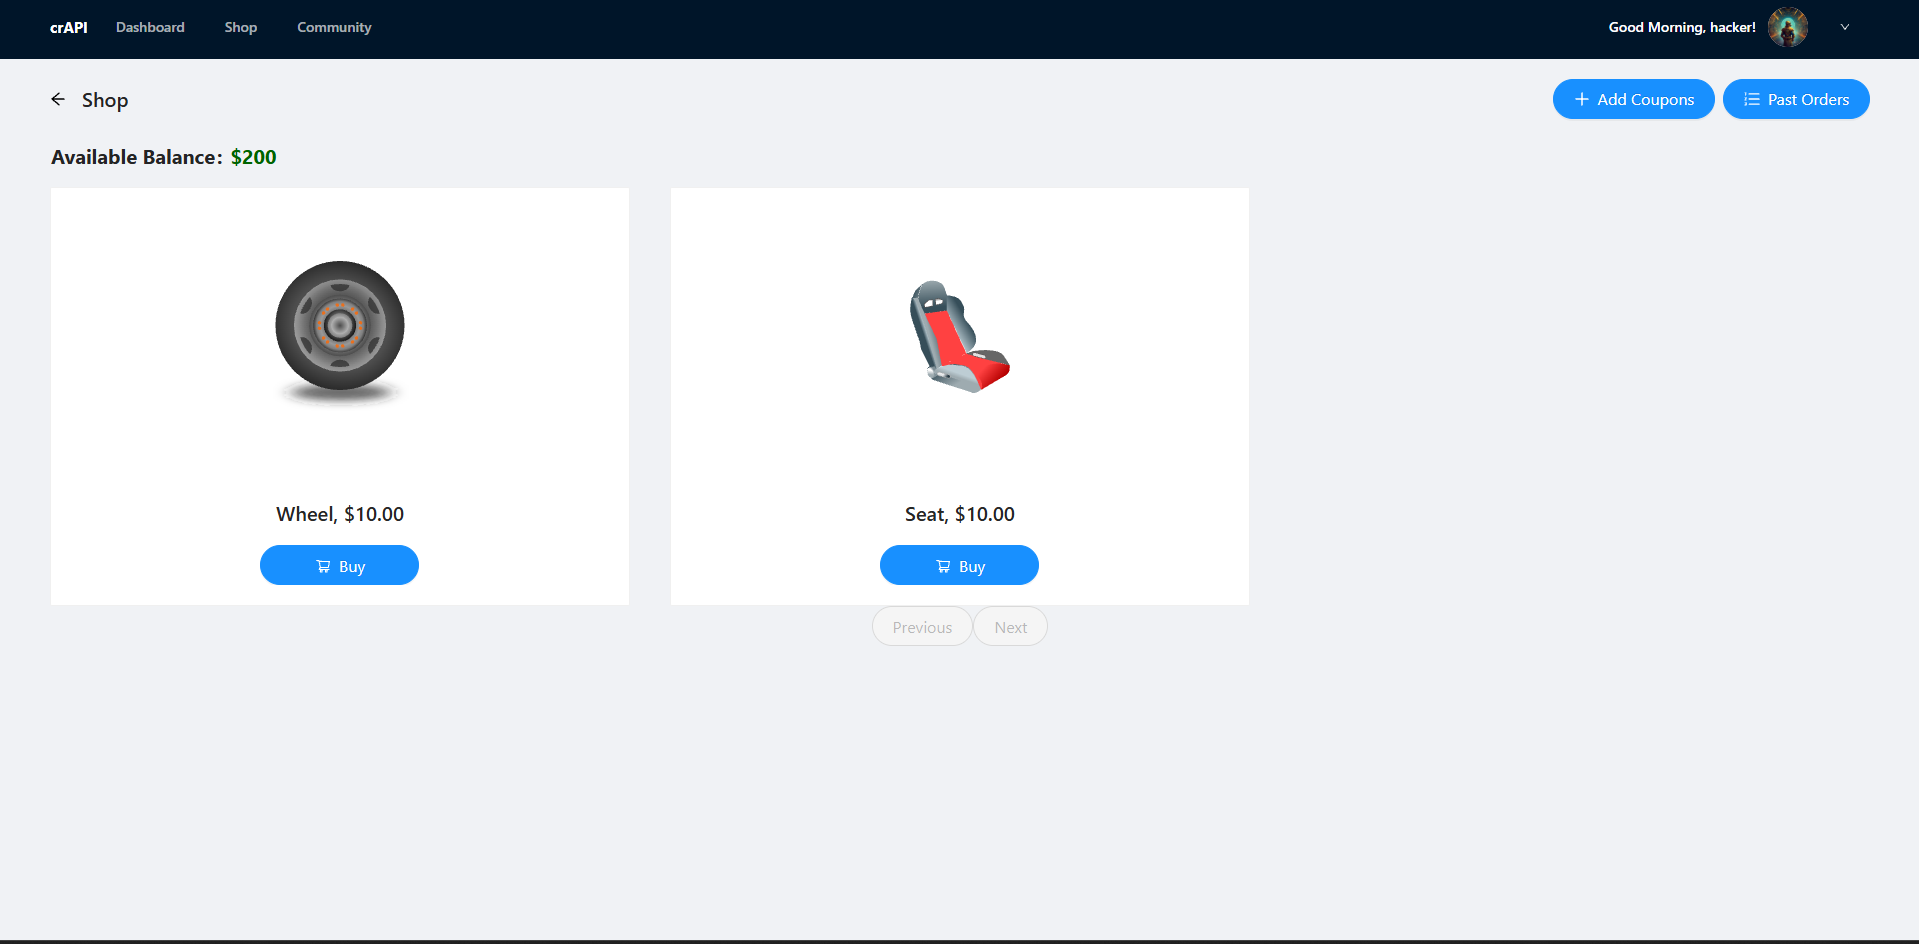 crAPI Dashboard Shop Community Good Morning, hacker!
Shop Add Coupons Past Orders
Available Balance: $200
Wheel, $10.00 Seat, $10.00
Buy Buy
Previous Next